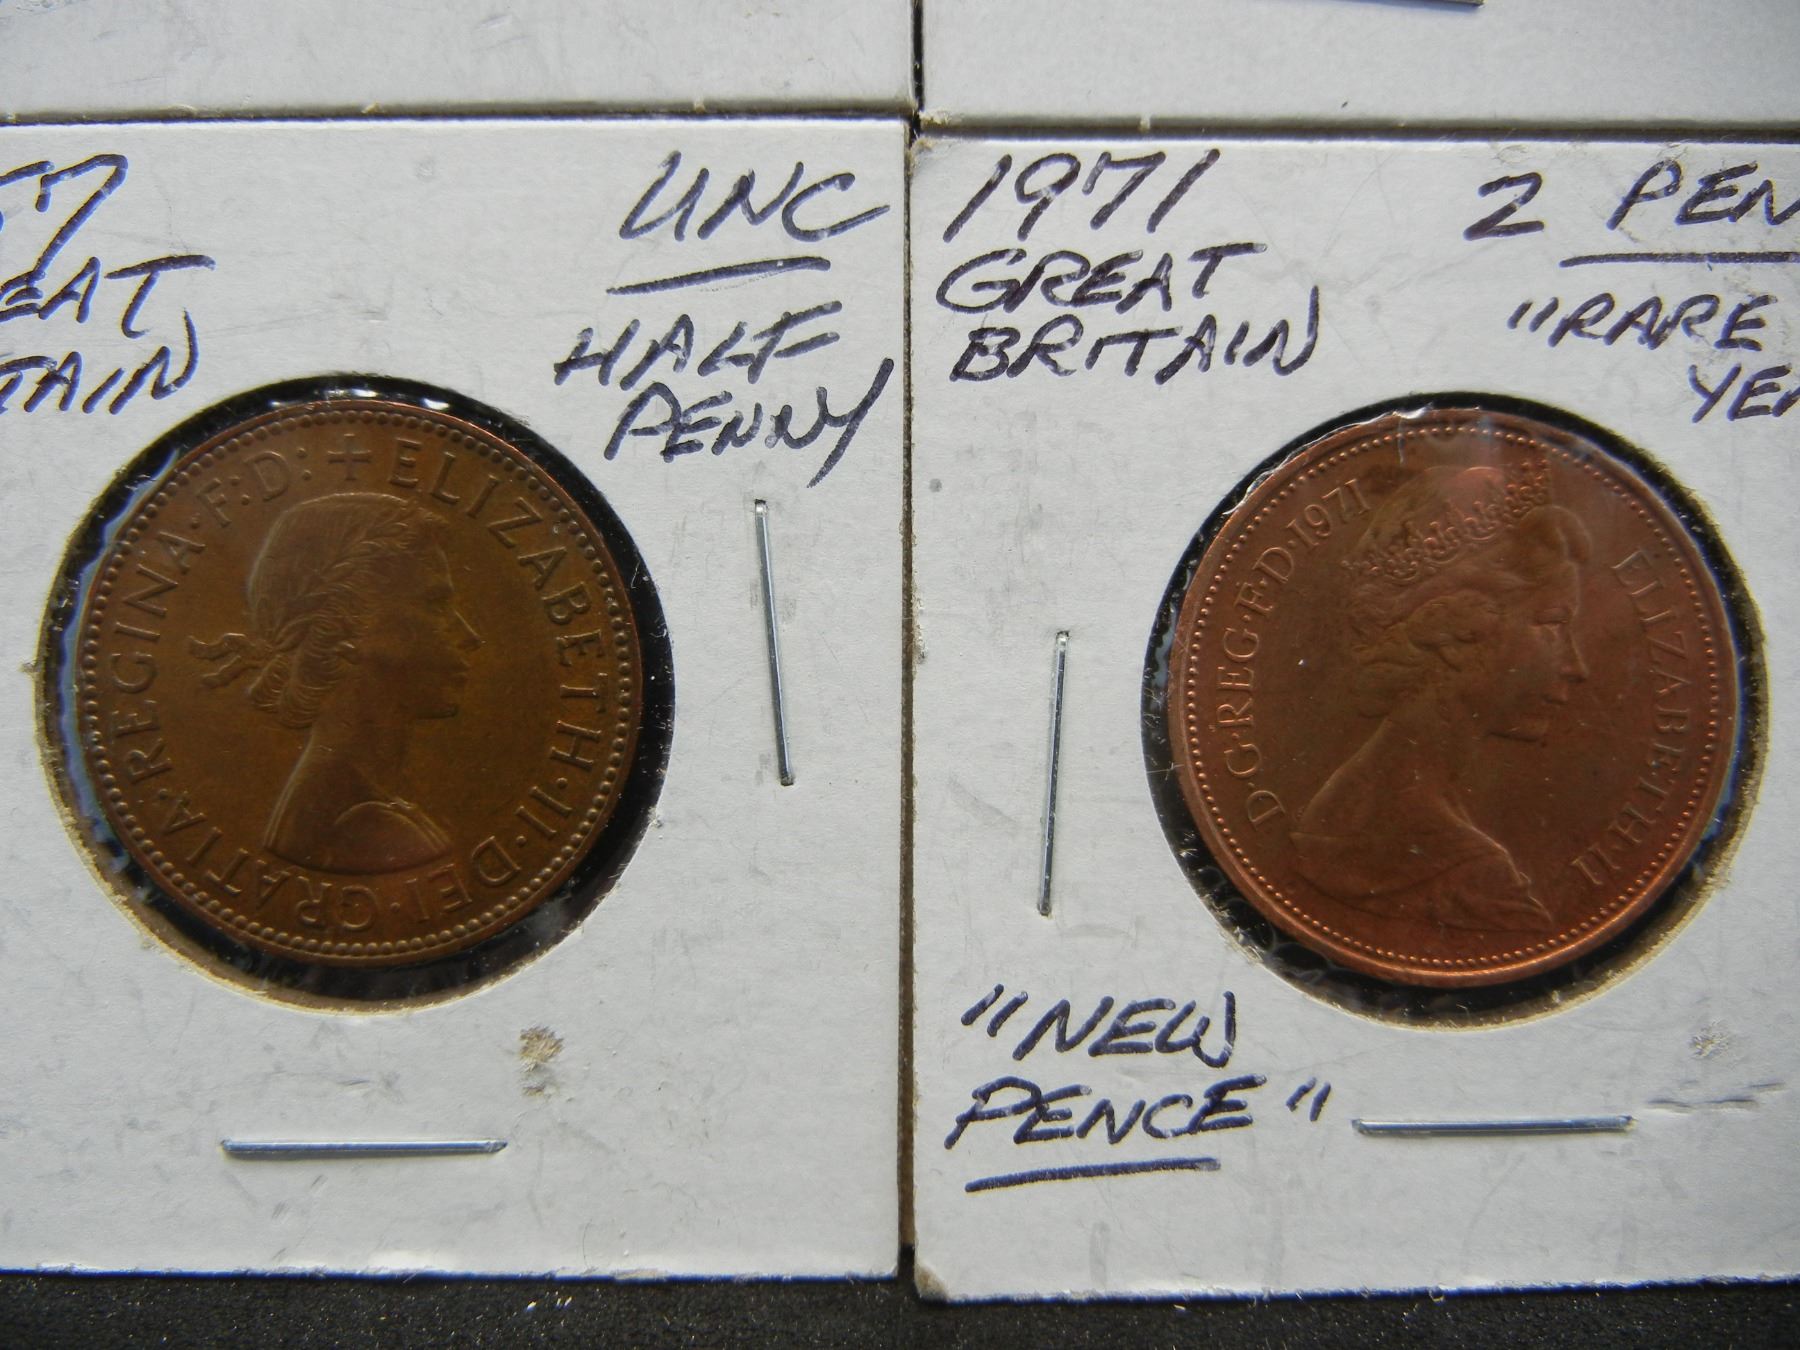 UNC
HALF
PENNY
ELIZABETH·II·DEI·GRATIA·REGINA·F:D:+
1971
GREAT
BRITAIN
2
"RARE
D·G·REG·F·D·1971
ELIZABETH·II
"NEW
PENCE"